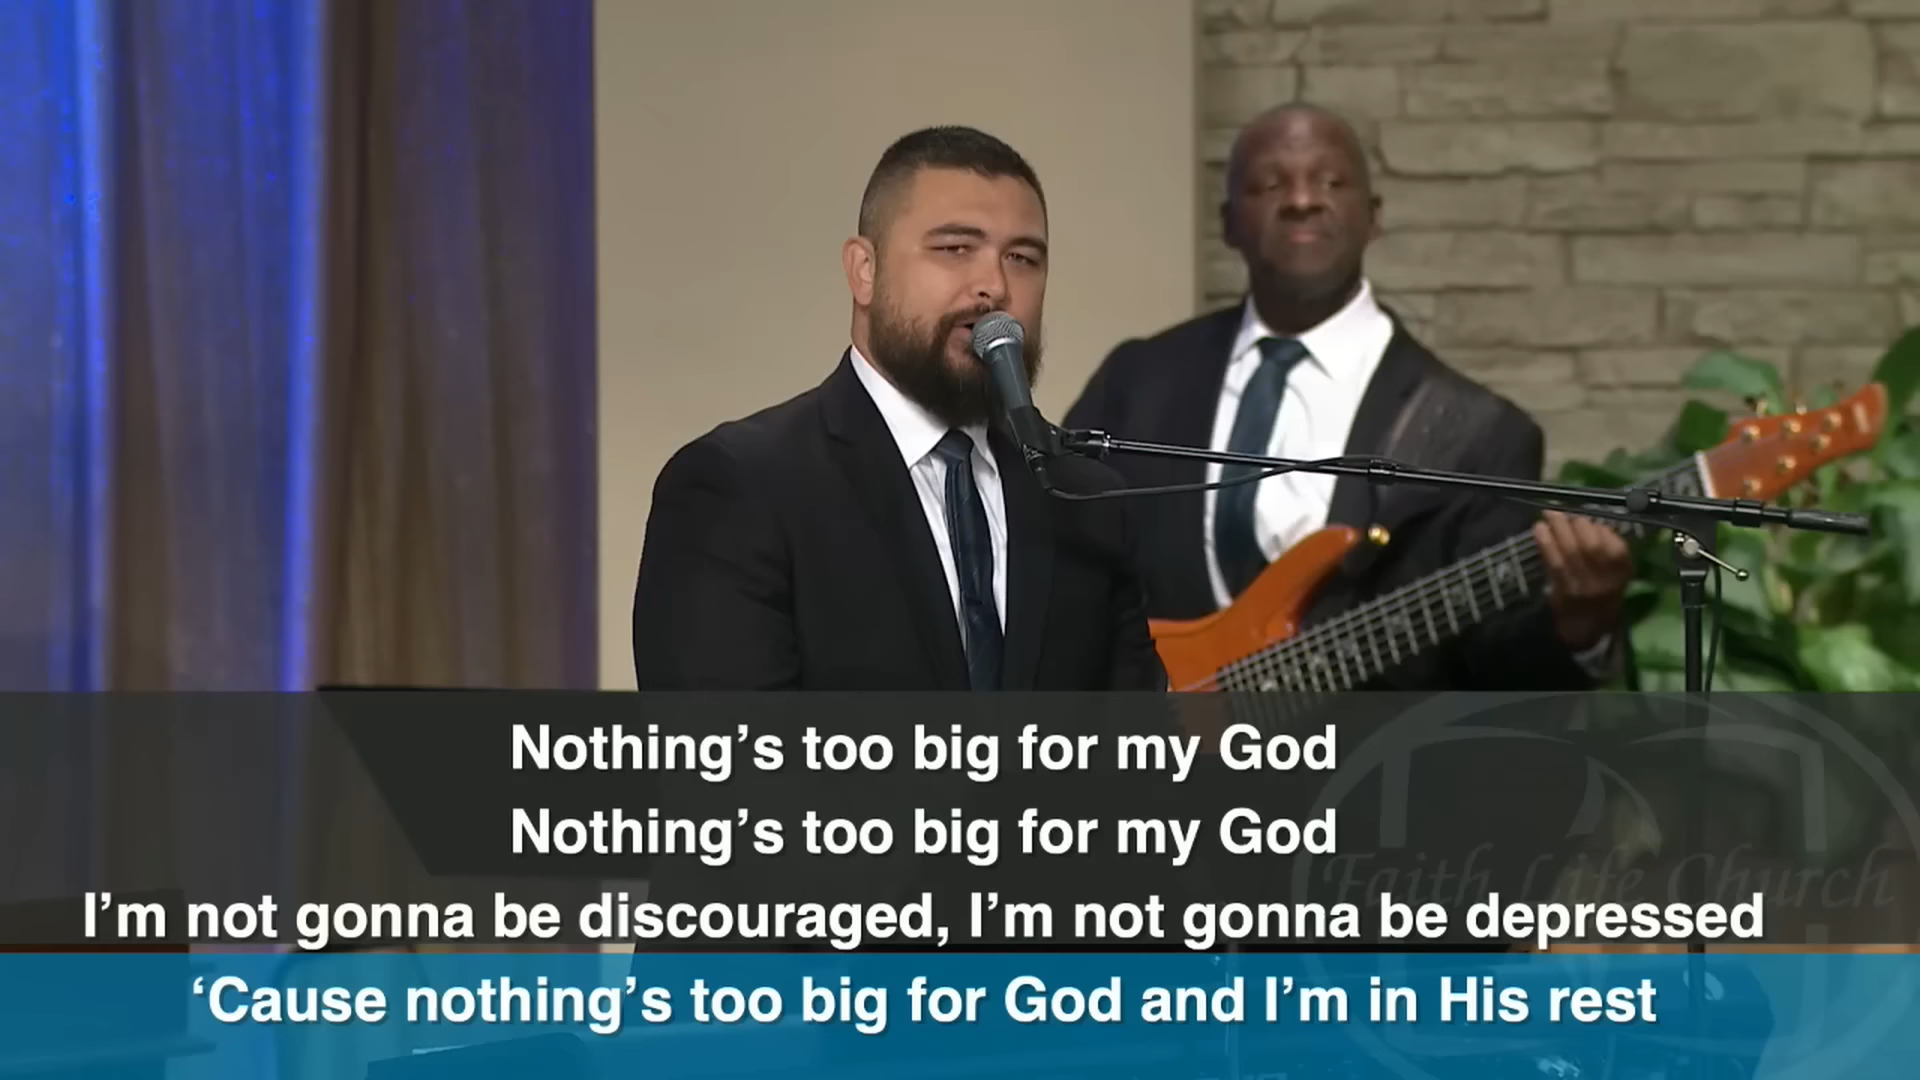 Nothing’s too big for my God
Nothing’s too big for my God
I’m not gonna be discouraged, I’m not gonna be depressed
‘Cause nothing’s too big for God and I’m in His rest
Faith Life Church